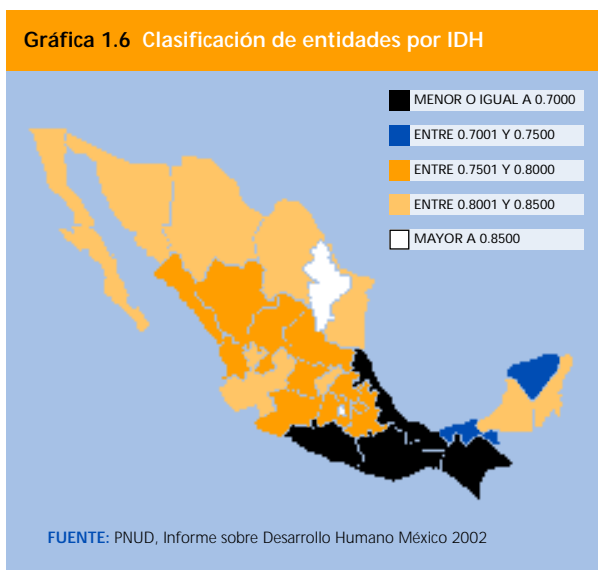 Gráfica 1.6 Clasificación de entidades por IDH
MENOR O IGUAL A 0.7000
ENTRE 0.7001 Y 0.7500
ENTRE 0.7501 Y 0.8000
ENTRE 0.8001 Y 0.8500
MAYOR A 0.8500
FUENTE: PNUD, Informe sobre Desarrollo Humano México 2002